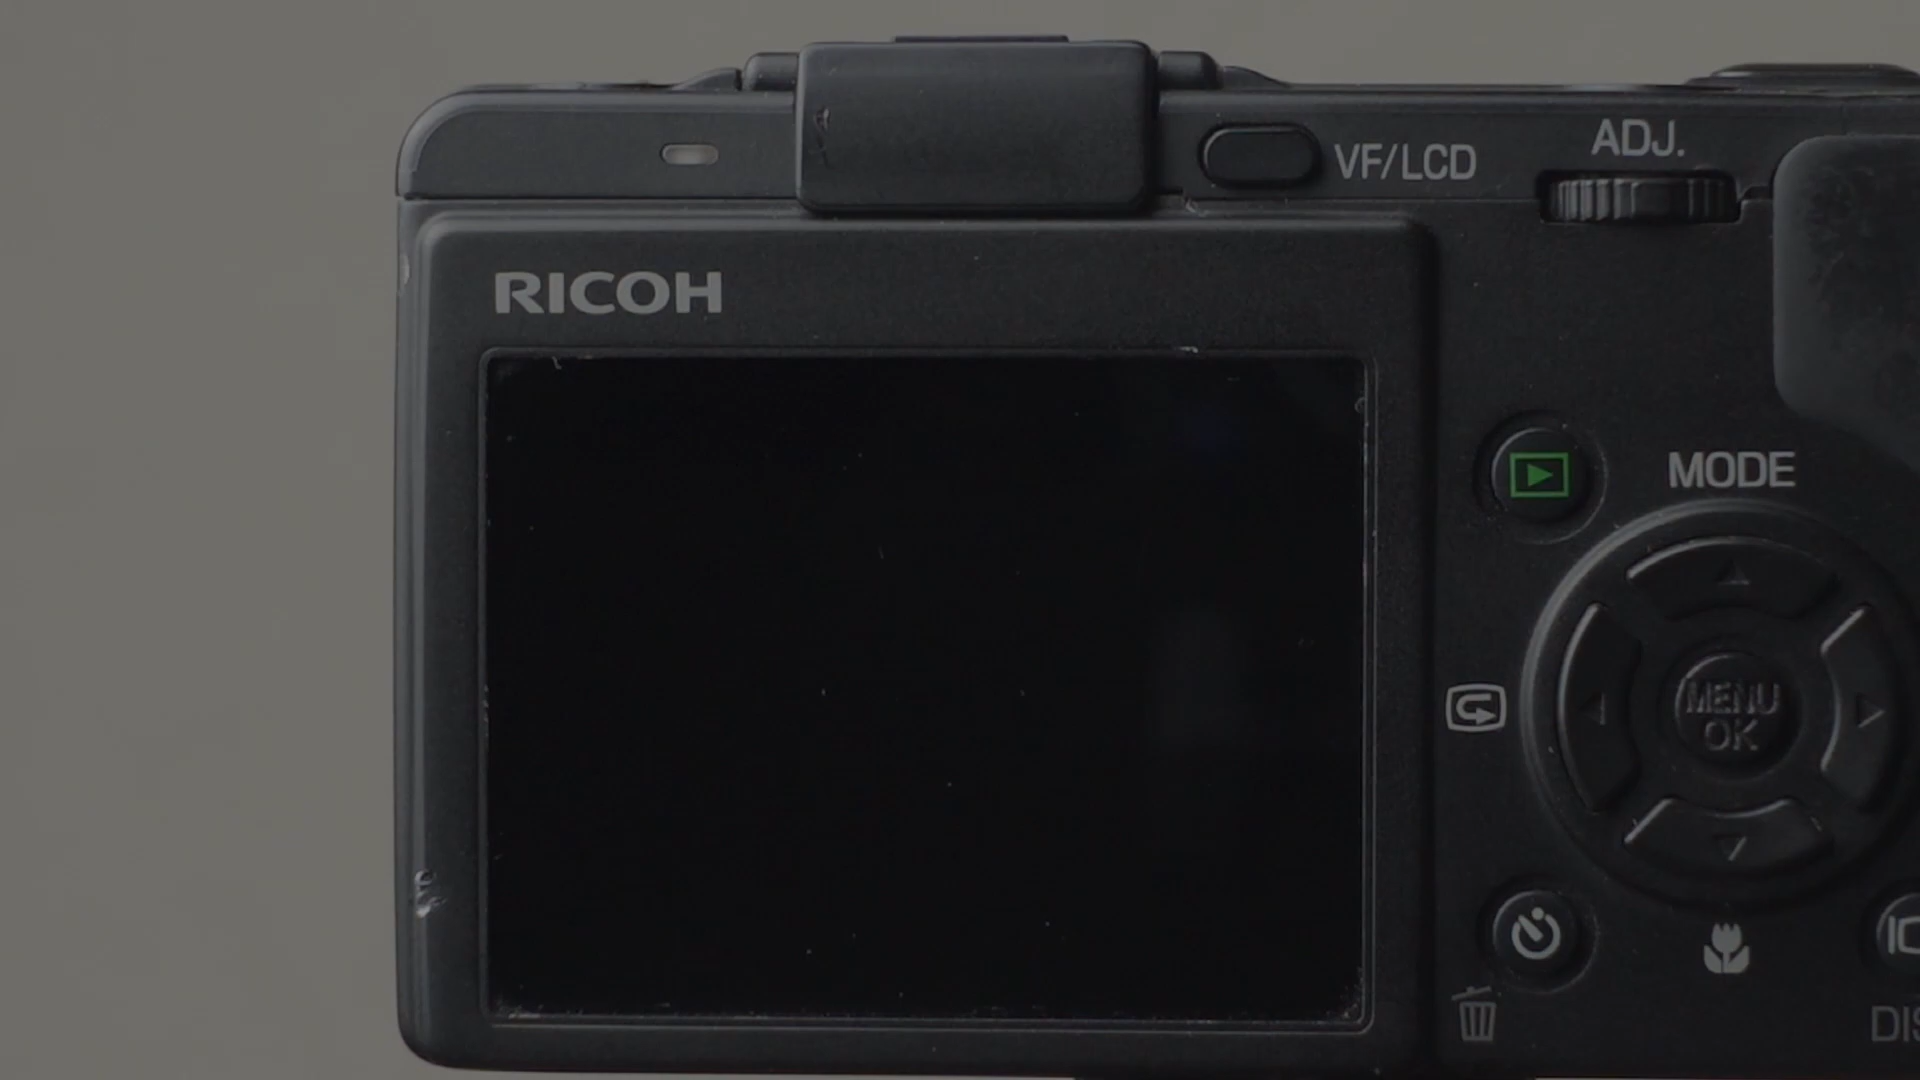 ADJ.
VF/LCD
RICOH
MODE
MENU
OK